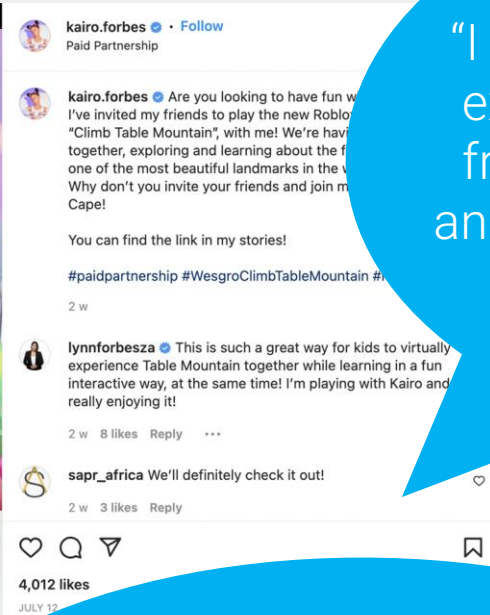 kairo.forbes • Follow
Paid Partnership
kairo.forbes Are you looking to have fun
I've invited my friends to play the new
"Climb Table Mountain", with me! We're
together, exploring and learning about the
one of the most beautiful landmarks in the
Why don't you invite your friends and join
Cape!
You can find the link in my stories!
#paidpartnership #WesgroClimbTableMountain
2 w
lynnforbesza This is such a great way for kids to virtually
experience Table Mountain together while learning in a fun
interactive way, at the same time! I'm playing with Kairo and
really enjoying it!
2 w 8 likes Reply ...
sapr_africa We'll definitely check it out!
2 w 3 likes Reply
4,012 likes
JULY 12
"I